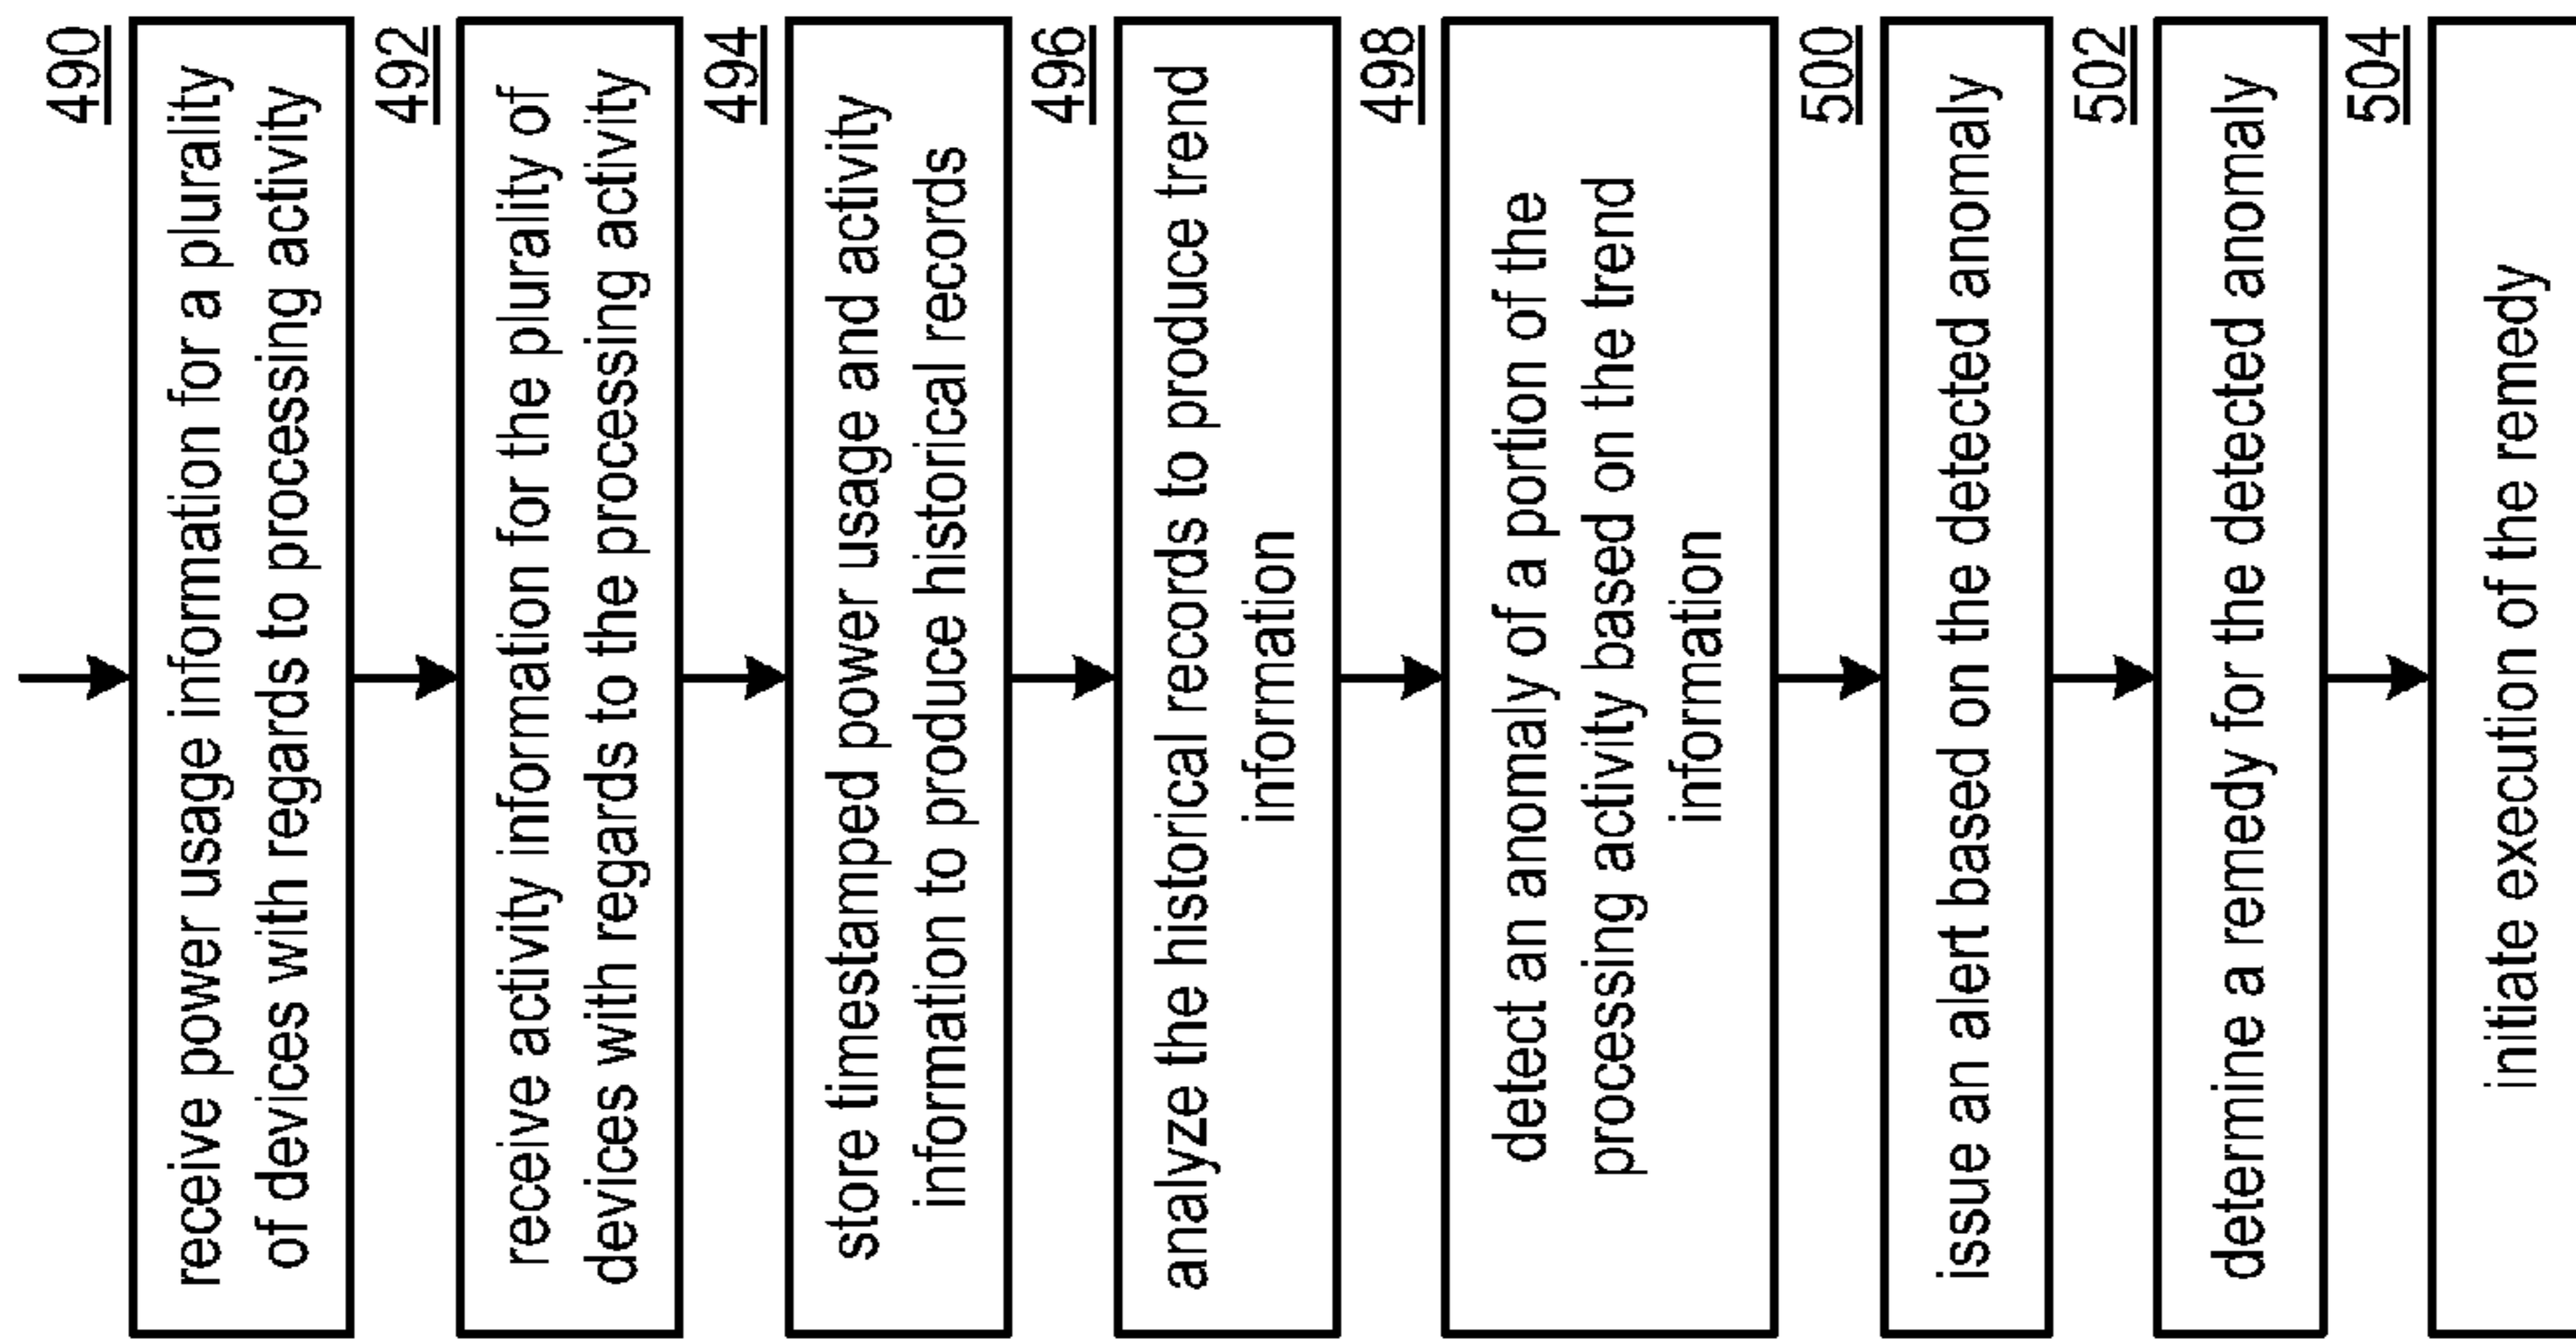 490
receive power usage information for a plurality
of devices with regards to processing activity
492
receive activity information for the plurality of
devices with regards to the processing activity
494
store timestamped power usage and activity
information to produce historical records
496
analyze the historical records to produce trend
information
498
detect an anomaly of a portion of the
processing activity based on the trend
information
500
issue an alert based on the detected anomaly
502
determine a remedy for the detected anomaly
504
initiate execution of the remedy